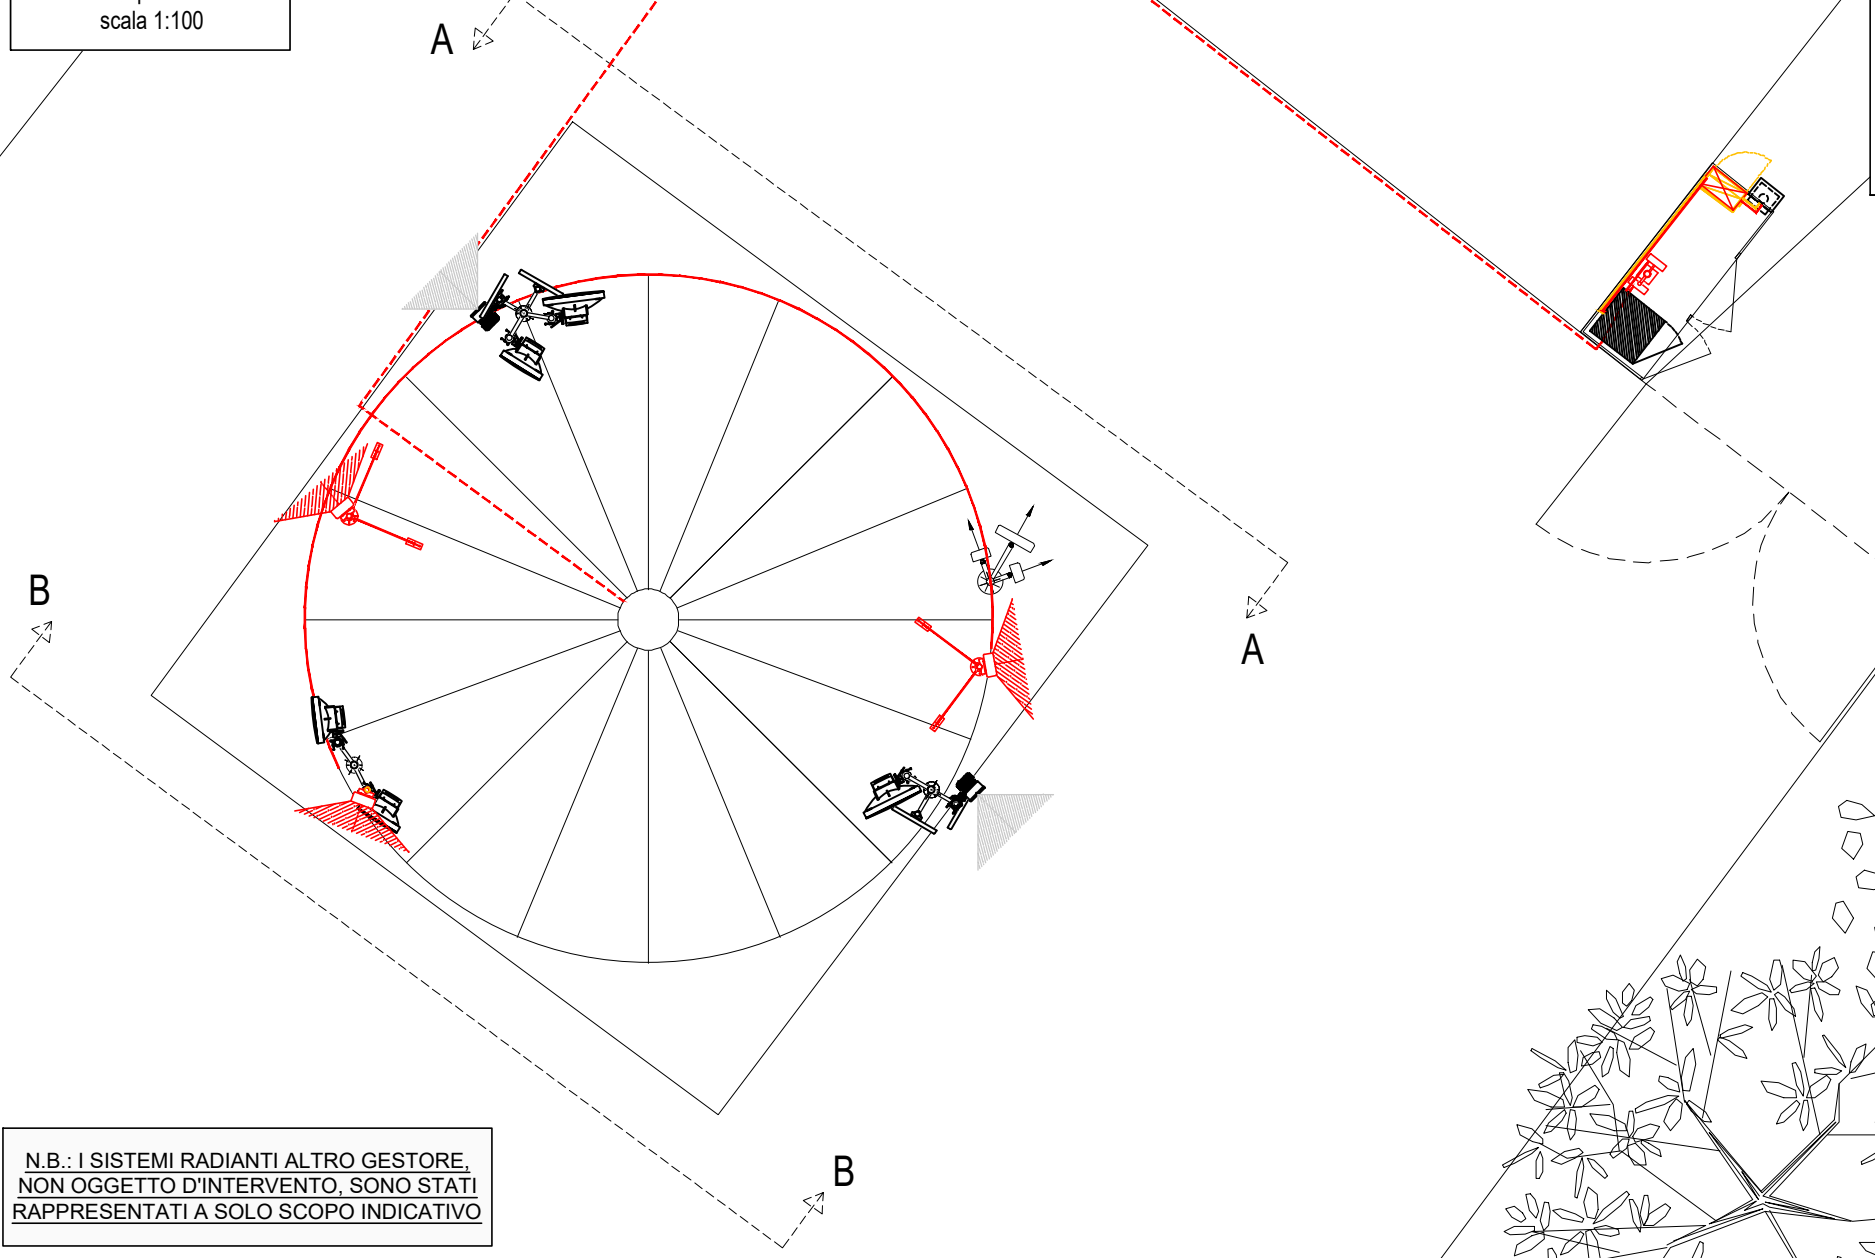 scala 1:100
A
B
A
B
N.B.: I SISTEMI RADIANTI ALTRO GESTORE,
NON OGGETTO D'INTERVENTO, SONO STATI
RAPPRESENTATI A SOLO SCOPO INDICATIVO